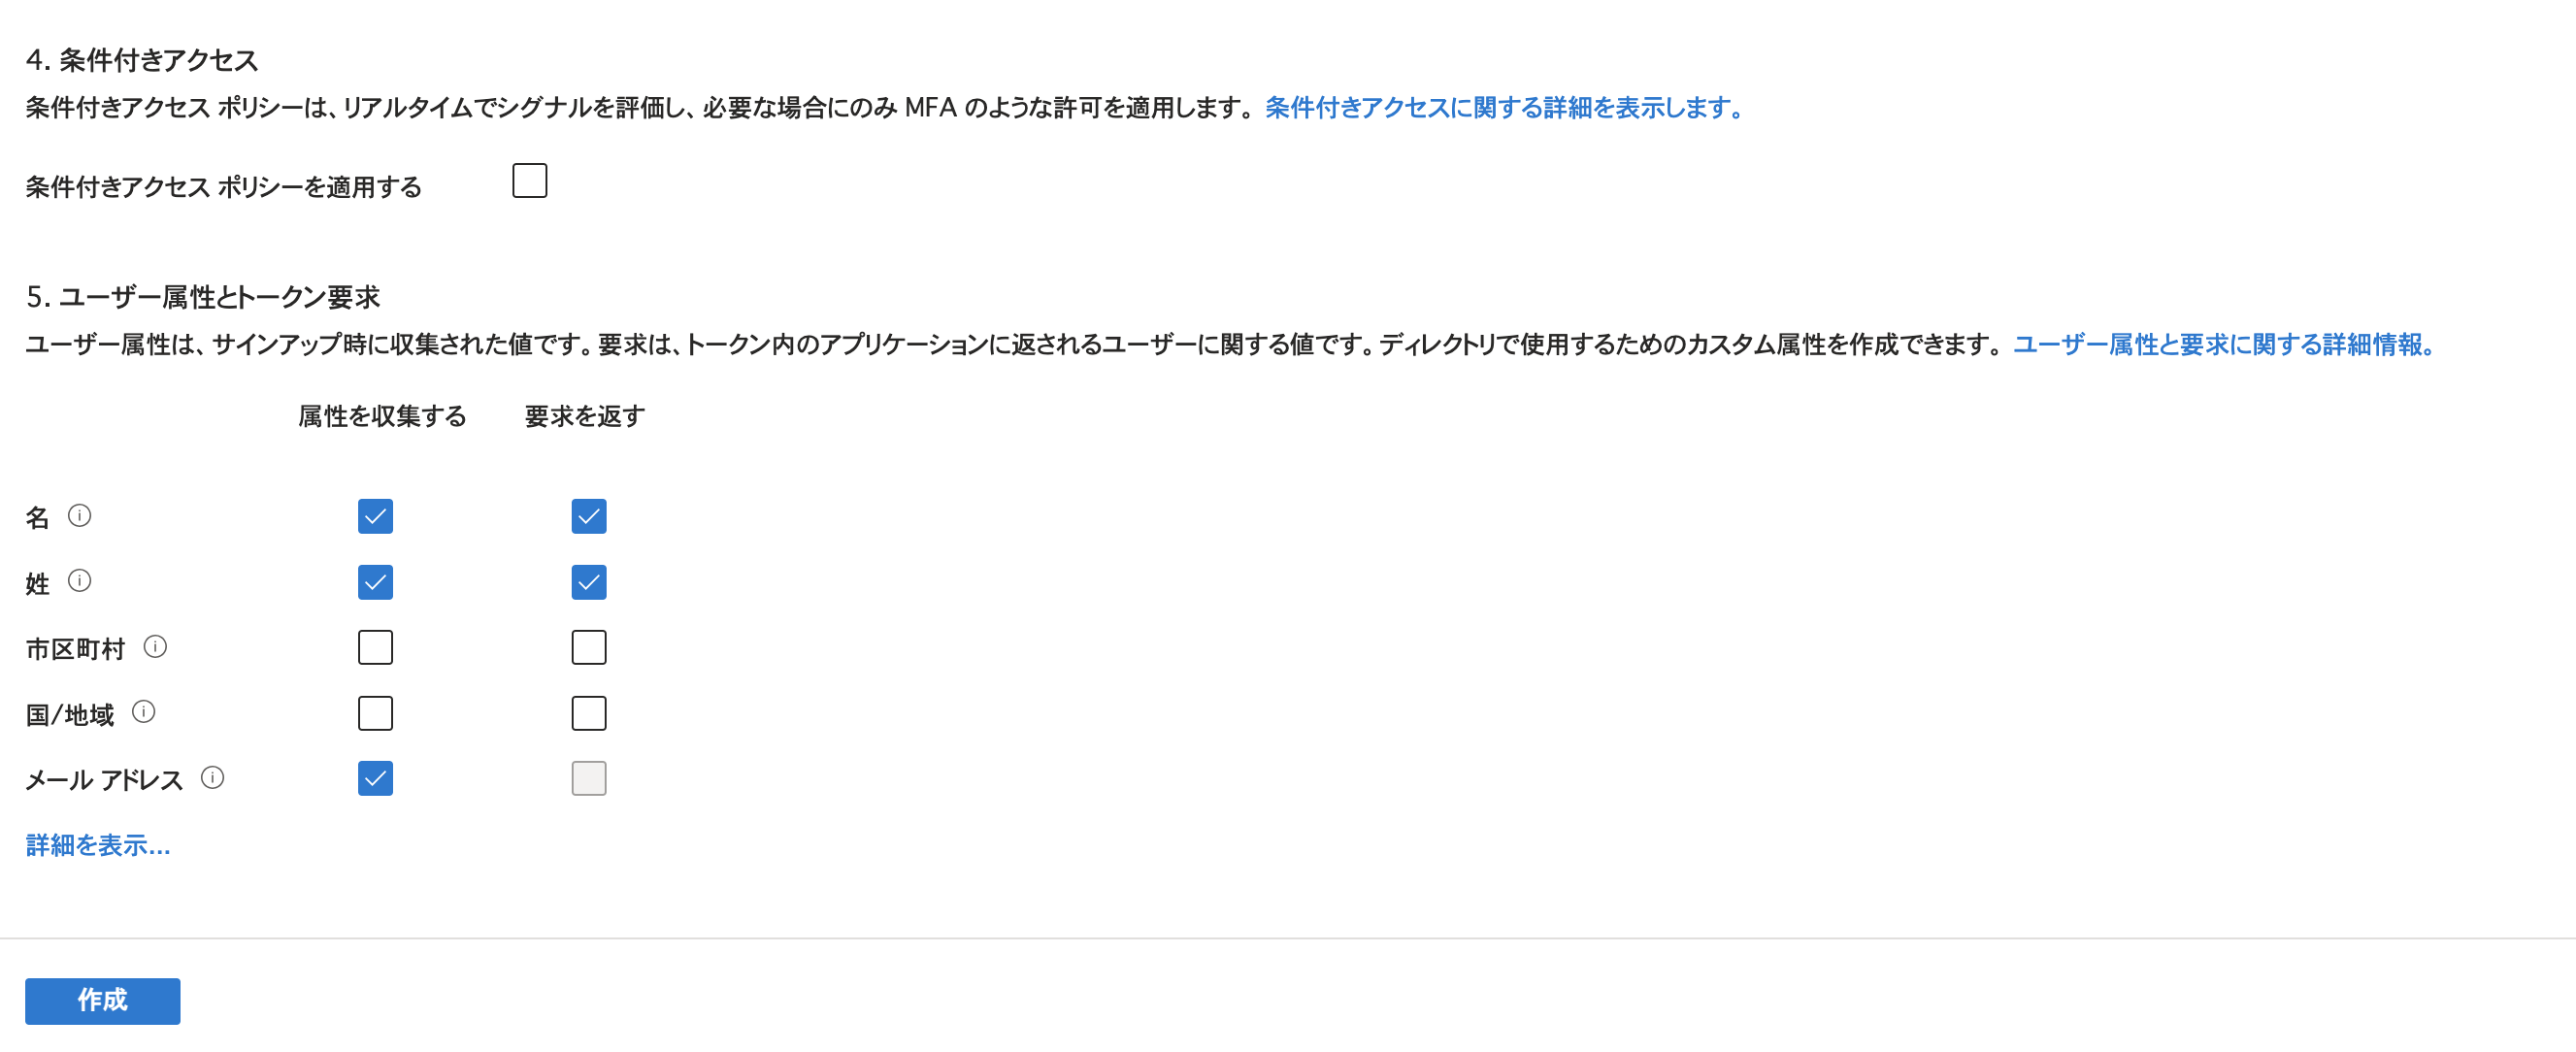 4. 条件付きアクセス
条件付きアクセス ポリシーは、リアルタイムでシグナルを評価し、必要な場合にのみ MFA のような許可を適用します。 条件付きアクセスに関する詳細を表示します。
条件付きアクセス ポリシーを適用する
5. ユーザー属性とトークン要求
ユーザー属性は、サインアップ時に収集された値です。要求は、トークン内のアプリケーションに返されるユーザーに関する値です。ディレクトリで使用するためのカスタム属性を作成できます。 ユーザー属性と要求に関する詳細情報。
属性を収集する 要求を返す
名
姓
市区町村
国/地域
メール アドレス
詳細を表示...
作成